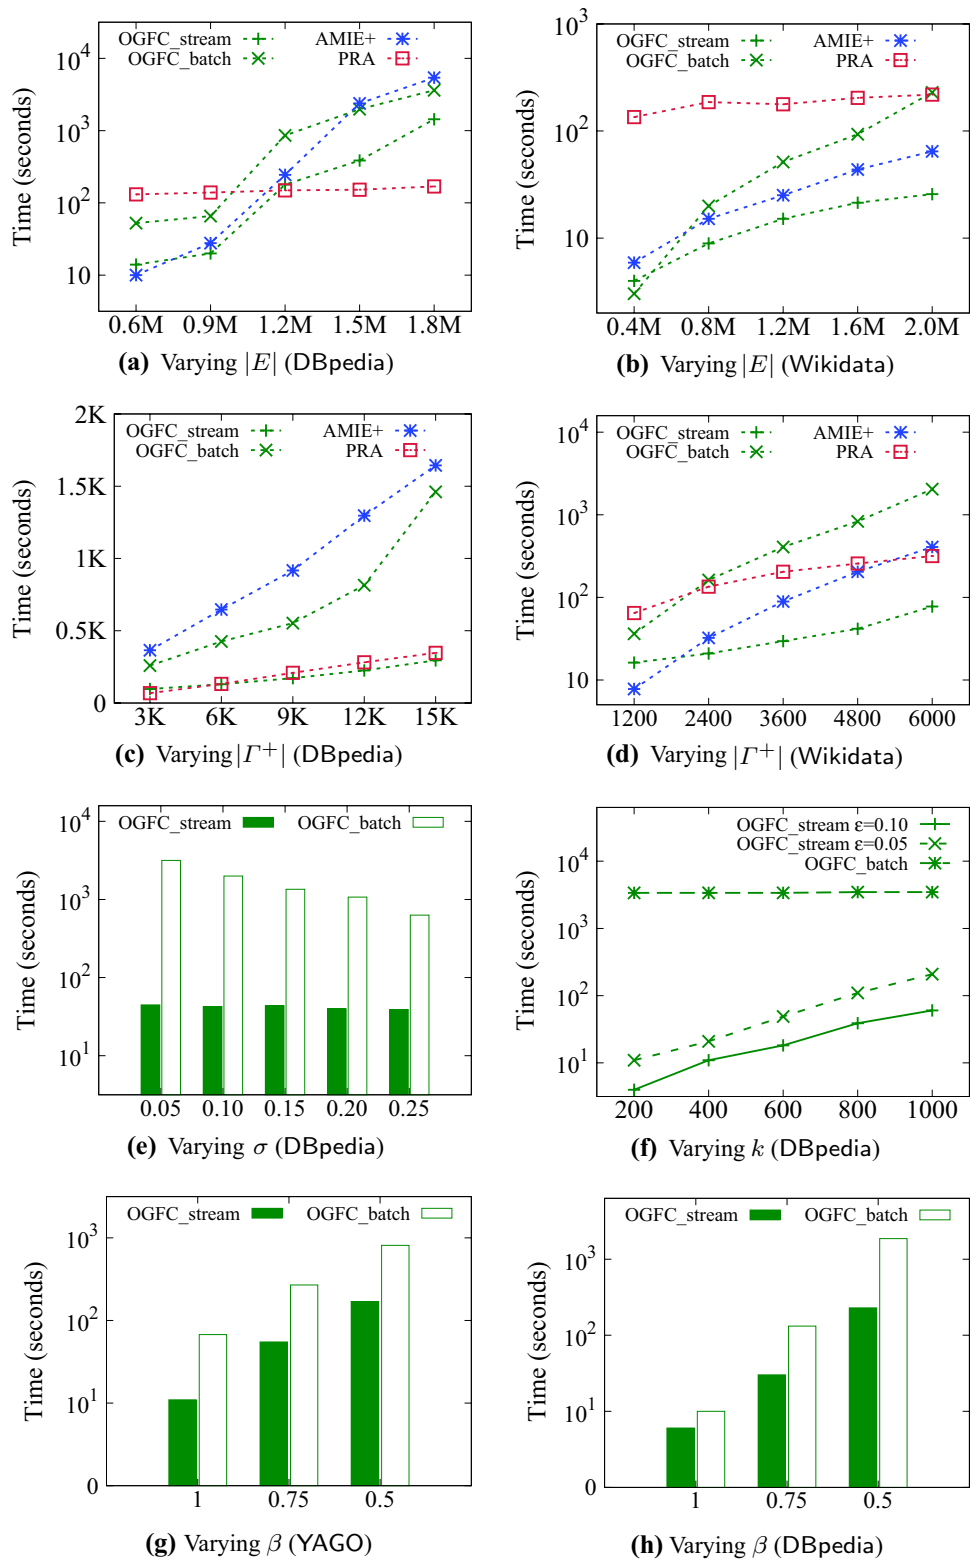 OGFC_stream AMIE+
OGFC_batch PRA
Time (seconds)
10^4
10^3
10^2
10
0.6M 0.9M 1.2M 1.5M 1.8M
(a) Varying |E| (DBpedia)
OGFC_stream AMIE+
OGFC_batch PRA
Time (seconds)
10^3
10^2
10
0.4M 0.8M 1.2M 1.6M 2.0M
(b) Varying |E| (Wikidata)
OGFC_stream AMIE+
OGFC_batch PRA
Time (seconds)
2K
1.5K
1K
0.5K
0
3K 6K 9K 12K 15K
(c) Varying |Γ+| (DBpedia)
OGFC_stream AMIE+
OGFC_batch PRA
Time (seconds)
10^4
10^3
10^2
10
1200 2400 3600 4800 6000
(d) Varying |Γ+| (Wikidata)
OGFC_stream OGFC_batch
Time (seconds)
10^4
10^3
10^2
10^1
0.05 0.10 0.15 0.20 0.25
(e) Varying σ (DBpedia)
OGFC_stream ε=0.10
OGFC_stream ε=0.05
OGFC_batch
Time (seconds)
10^4
10^3
10^2
10^1
200 400 600 800 1000
(f) Varying k (DBpedia)
OGFC_stream OGFC_batch
Time (seconds)
10^3
10^2
10^1
0
1 0.75 0.5
(g) Varying β (YAGO)
OGFC_stream OGFC_batch
Time (seconds)
10^3
10^2
10^1
0
1 0.75 0.5
(h) Varying β (DBpedia)